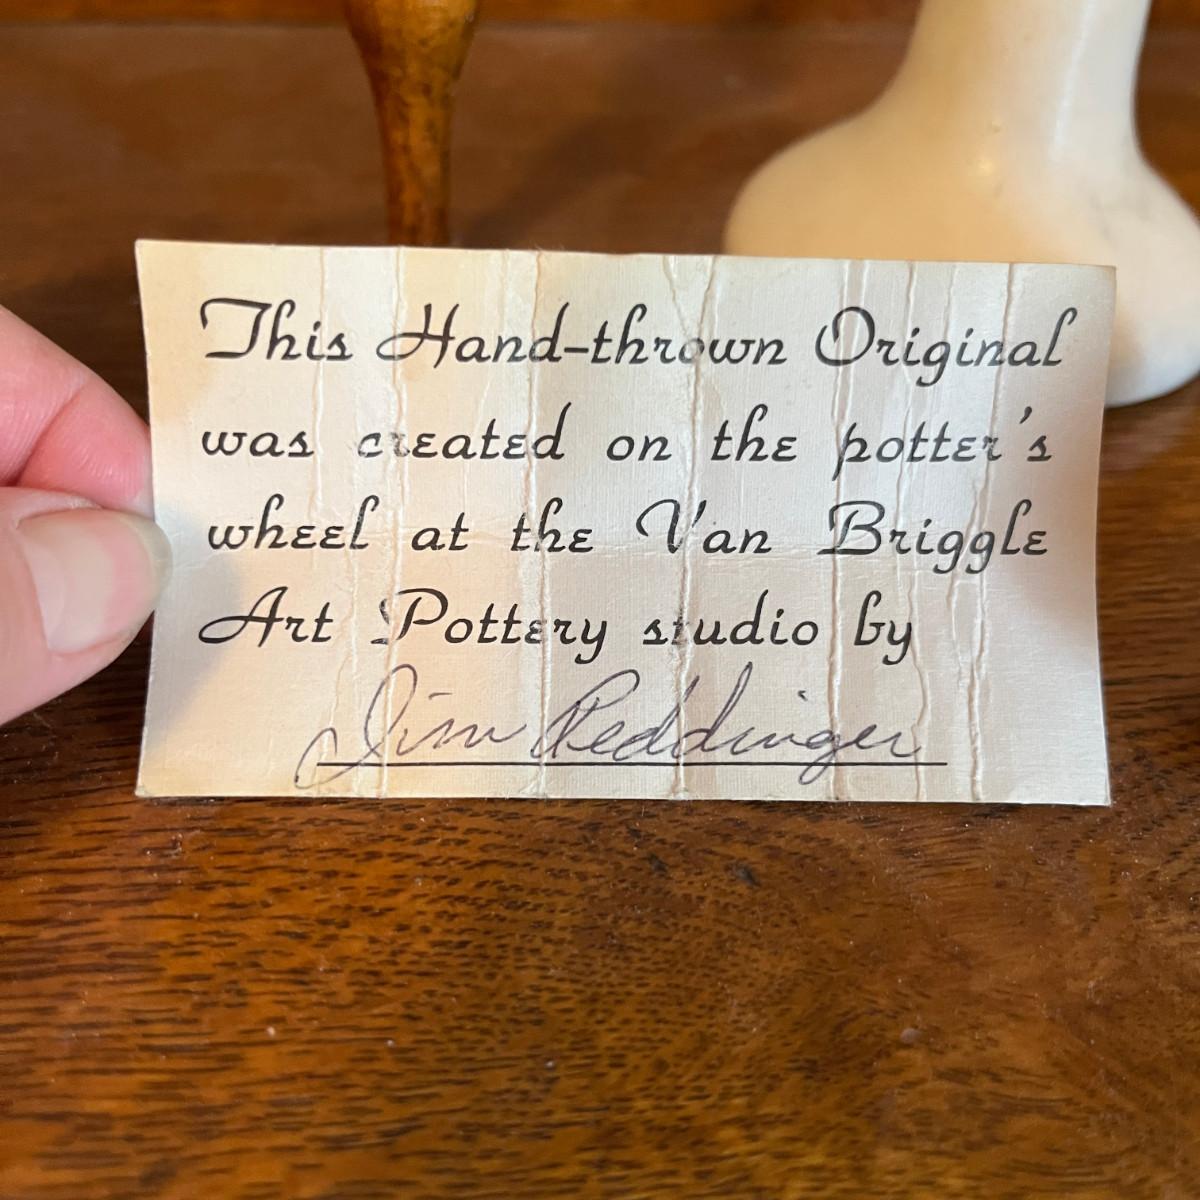 This Hand-thrown Original
was created on the potter's
wheel at the Van Briggle
Art Pottery studio by
Jim Reddinger